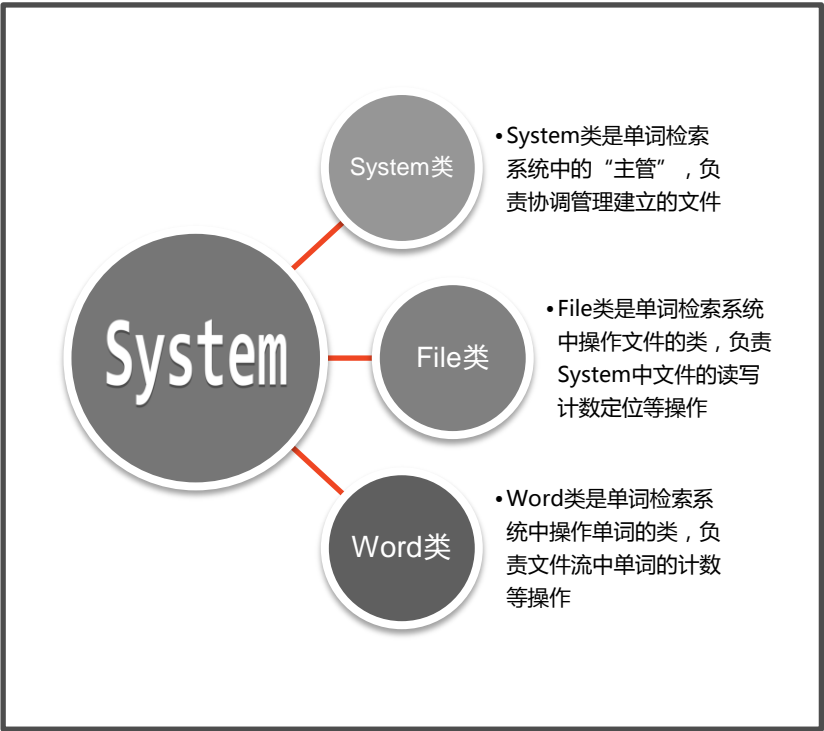 System
System类
•System类是单词检索
系统中的“主管”，负
责协调管理建立的文件
File类
•File类是单词检索系统
中操作文件的类，负责
System中文件的读写
计数定位等操作
Word类
•Word类是单词检索系
统中操作单词的类，负
责文件流中单词的计数
等操作